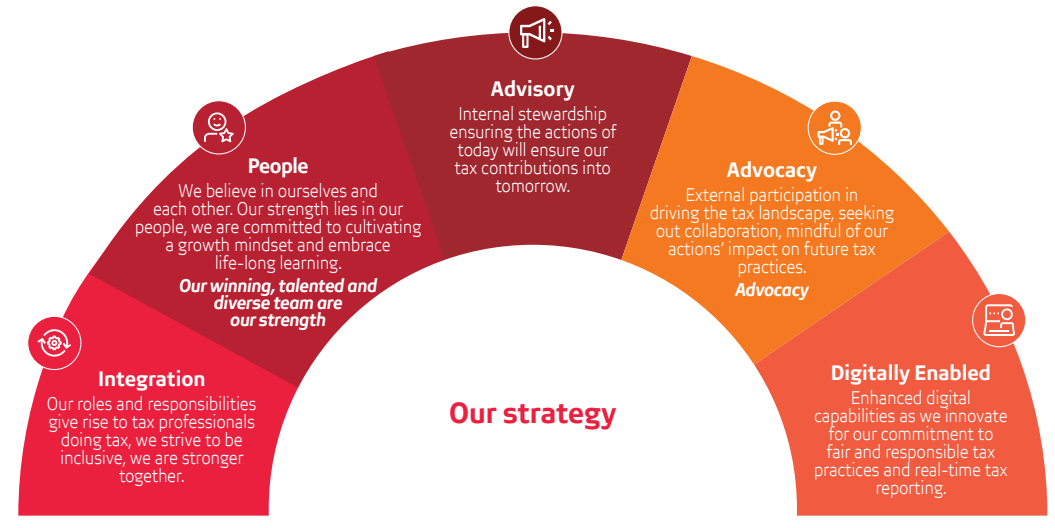 Advisory
Internal stewardship
ensuring the actions of
today will ensure our
tax contributions into
tomorrow.
People
We believe in ourselves and
each other. Our strength lies in our
people, we are committed to cultivating
a growth mindset and embrace
life-long learning.
Our winning, talented and
diverse team are
our strength
Advocacy
External participation in
driving the tax landscape, seeking
out collaboration, mindful of our
actions’ impact on future tax
practices.
Advocacy
Integration
Our roles and responsibilities
give rise to tax professionals
doing tax, we strive to be
inclusive, we are stronger
together.
Our strategy
Digitally Enabled
Enhanced digital
capabilities as we innovate
for our commitment to
fair and responsible tax
practices and real-time tax
reporting.